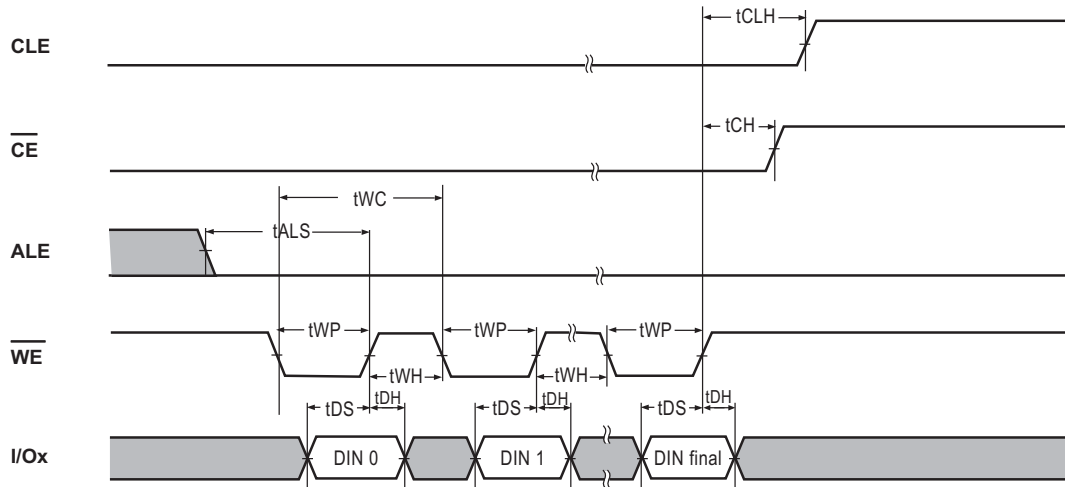 CLE
tCLH
CE
tCH
tWC
ALE
tALS
WE
tWP
tWP
tWP
tWH
tWH
tDS
tDH
tDS
tDH
tDS
tDH
I/Ox
DIN 0
DIN 1
DIN final